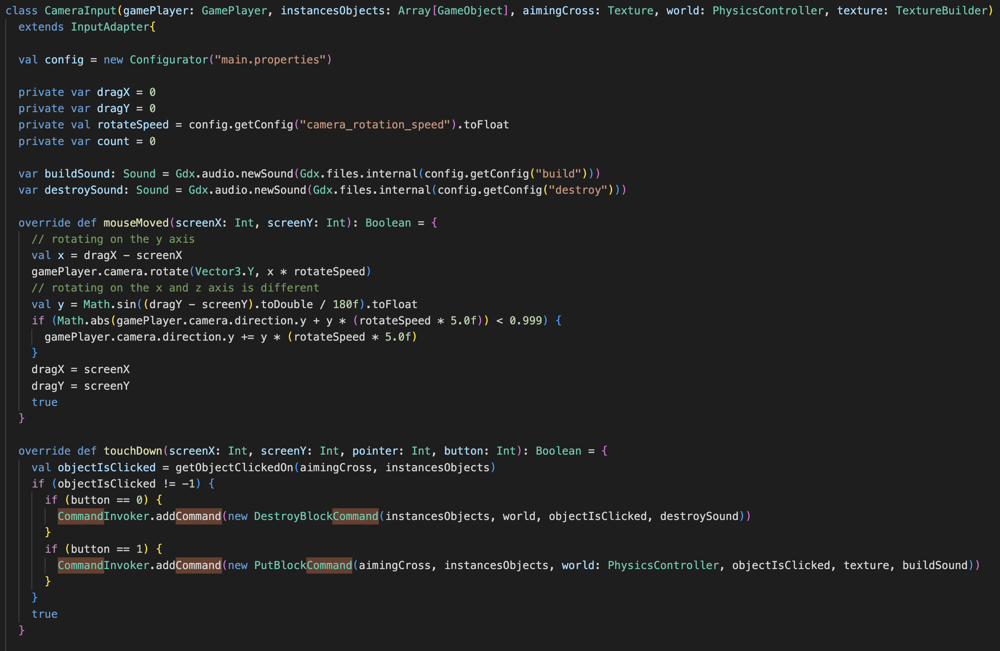 class CameraInput(gamePlayer: GamePlayer, instancesObjects: Array[GameObject], aimingCross: Texture, world: PhysicsController, texture: TextureBuilder)
  extends InputAdapter{

  val config = new Configurator("main.properties")

  private var dragX = 0
  private var dragY = 0
  private val rotateSpeed = config.getConfig("camera_rotation_speed").toFloat
  private var count = 0

  var buildSound: Sound = Gdx.audio.newSound(Gdx.files.internal(config.getConfig("build")))
  var destroySound: Sound = Gdx.audio.newSound(Gdx.files.internal(config.getConfig("destroy")))

  override def mouseMoved(screenX: Int, screenY: Int): Boolean = {
    // rotating on the y axis
    val x = dragX - screenX
    gamePlayer.camera.rotate(Vector3.Y, x * rotateSpeed)
    // rotating on the x and z axis is different
    val y = Math.sin((dragY - screenY).toDouble / 180f).toFloat
    if (Math.abs(gamePlayer.camera.direction.y + y * (rotateSpeed * 5.0f)) < 0.999) {
      gamePlayer.camera.direction.y += y * (rotateSpeed * 5.0f)
    }
    dragX = screenX
    dragY = screenY
    true
  }

  override def touchDown(screenX: Int, screenY: Int, pointer: Int, button: Int): Boolean = {
    val objectIsClicked = getObjectClickedOn(aimingCross, instancesObjects)
    if (objectIsClicked != -1) {
      if (button == 0) {
        CommandInvoker.addCommand(new DestroyBlockCommand(instancesObjects, world, objectIsClicked, destroySound))
      }
      if (button == 1) {
        CommandInvoker.addCommand(new PutBlockCommand(aimingCross, instancesObjects, world: PhysicsController, objectIsClicked, texture, buildSound))
      }
    }
    true
  }